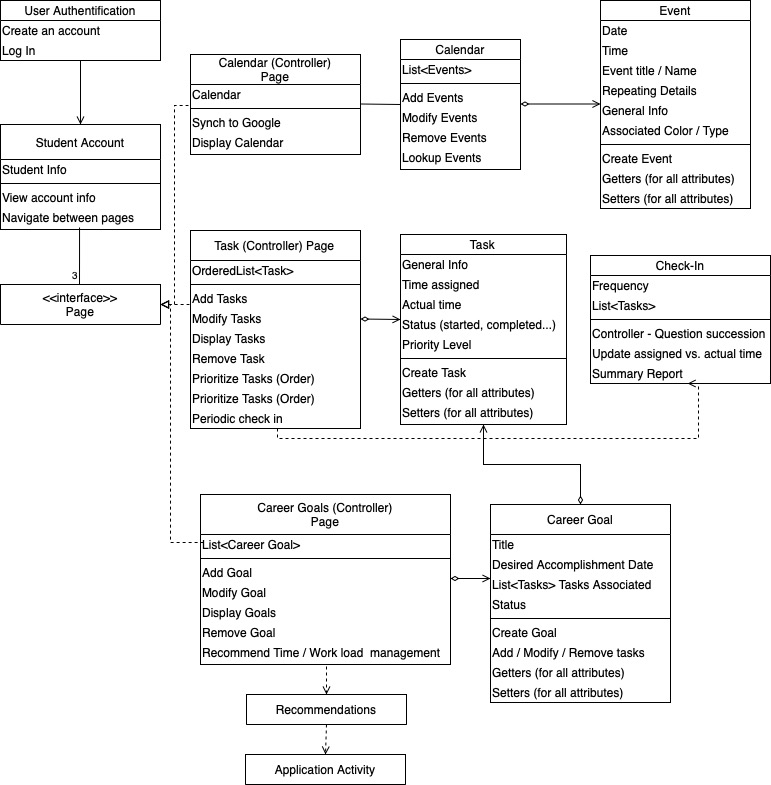 User Authentification
Create an account
Log In
Student Account
Student Info
View account info
Navigate between pages
3
<<interface>>
Page
Calendar (Controller)
Page
Calendar
Synch to Google
Display Calendar
Calendar
List<Events>
Add Events
Modify Events
Remove Events
Lookup Events
Event
Date
Time
Event title / Name
Repeating Details
General Info
Associated Color / Type
Create Event
Getters (for all attributes)
Setters (for all attributes)
Task (Controller) Page
OrderedList<Task>
Add Tasks
Modify Tasks
Display Tasks
Remove Task
Prioritize Tasks (Order)
Prioritize Tasks (Order)
Periodic check in
Task
General Info
Time assigned
Actual time
Status (started, completed...)
Priority Level
Create Task
Getters (for all attributes)
Setters (for all attributes)
Check-In
Frequency
List<Tasks>
Controller - Question succession
Update assigned vs. actual time
Summary Report
Career Goals (Controller)
Page
List<Career Goal>
Add Goal
Modify Goal
Display Goals
Remove Goal
Recommend Time / Work load management
Career Goal
Title
Desired Accomplishment Date
List<Tasks> Tasks Associated
Status
Create Goal
Add / Modify / Remove tasks
Getters (for all attributes)
Setters (for all attributes)
Recommendations
Application Activity